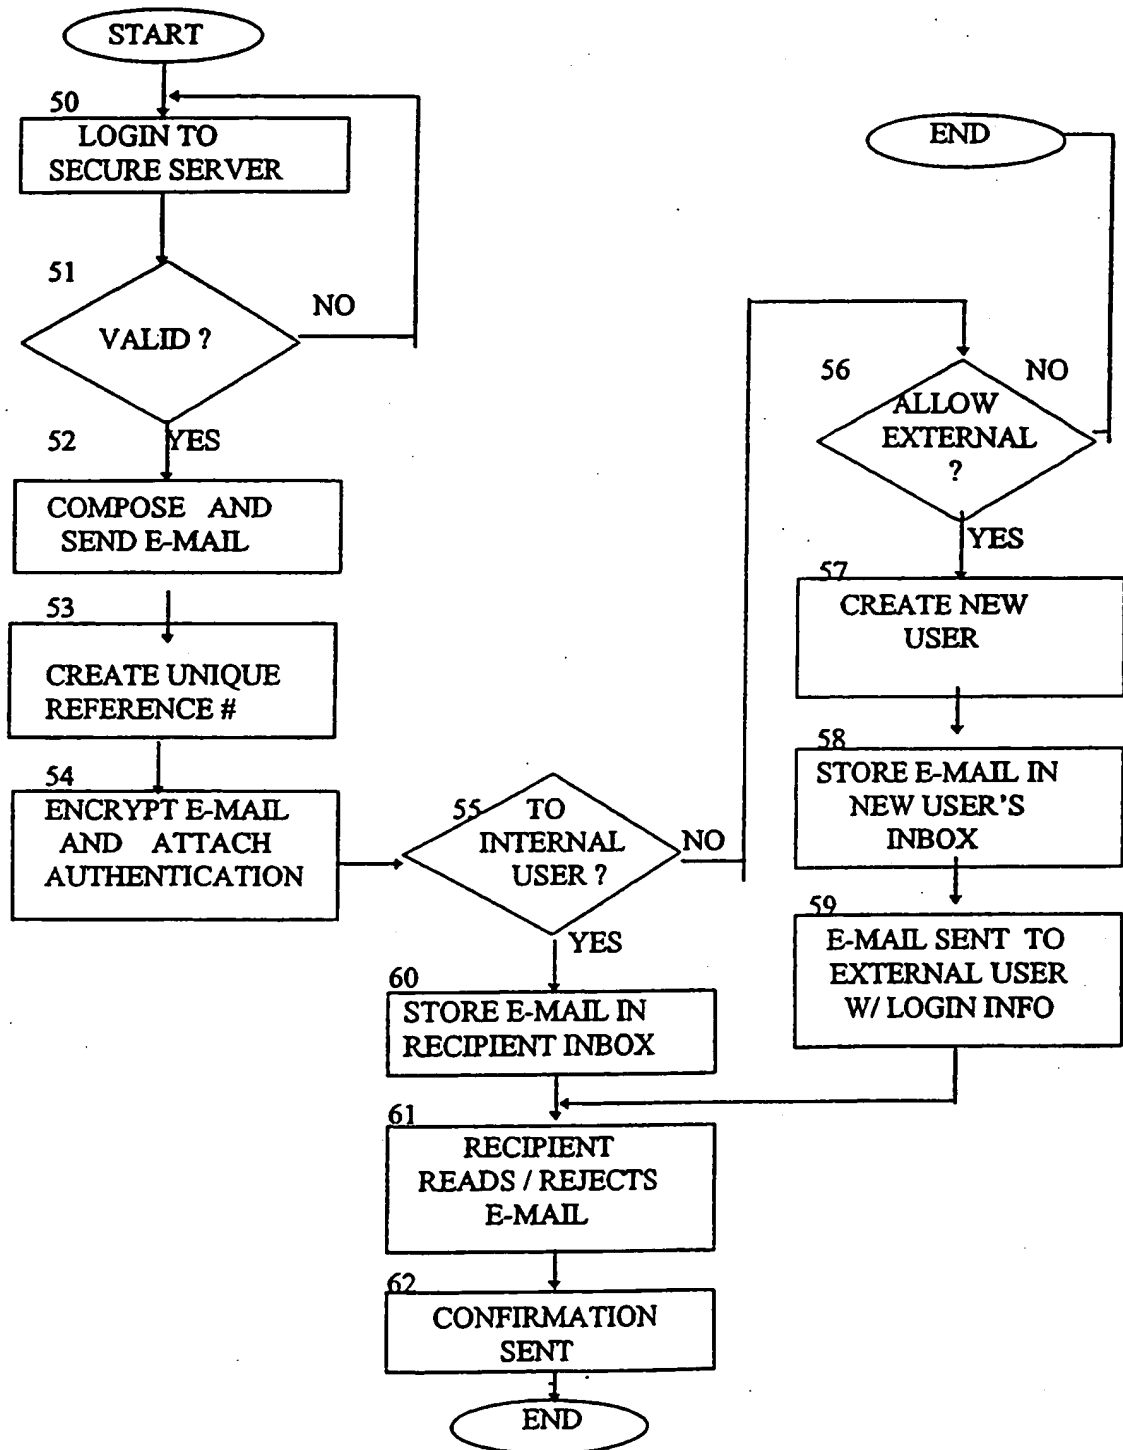 START
50
LOGIN TO
SECURE SERVER
51
VALID ?
NO
YES
52
COMPOSE AND
SEND E-MAIL
53
CREATE UNIQUE
REFERENCE #
54
ENCRYPT E-MAIL
AND ATTACH
AUTHENTICATION
55
TO
INTERNAL
USER ?
NO
YES
END
56
NO
ALLOW
EXTERNAL
?
YES
57
CREATE NEW
USER
58
STORE E-MAIL IN
NEW USER'S
INBOX
59
E-MAIL SENT TO
EXTERNAL USER
W/ LOGIN INFO
60
STORE E-MAIL IN
RECIPIENT INBOX
61
RECIPIENT
READS / REJECTS
E-MAIL
62
CONFIRMATION
SENT
END